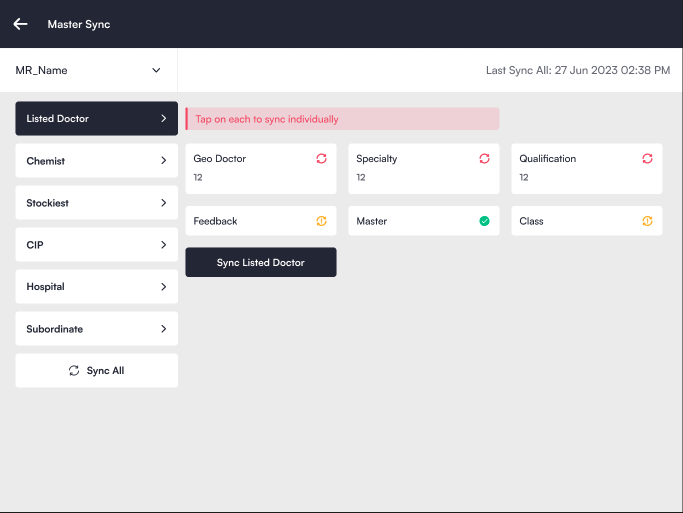 Master Sync
MR_Name
Last Sync All: 27 Jun 2023 02:38 PM
Listed Doctor
Chemist
Stockiest
CIP
Hospital
Subordinate
Sync All
Tap on each to sync individually
Geo Doctor
12
Specialty
12
Qualification
12
Feedback
Master
Class
Sync Listed Doctor